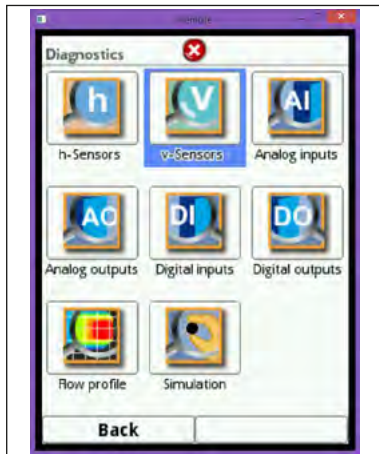 Diagnostics
h
V
AI
h-Sensors
v-Sensors
Analog inputs
AO
DI
DO
Analog outputs
Digital inputs
Digital outputs
Flow profile
Simulation
Back